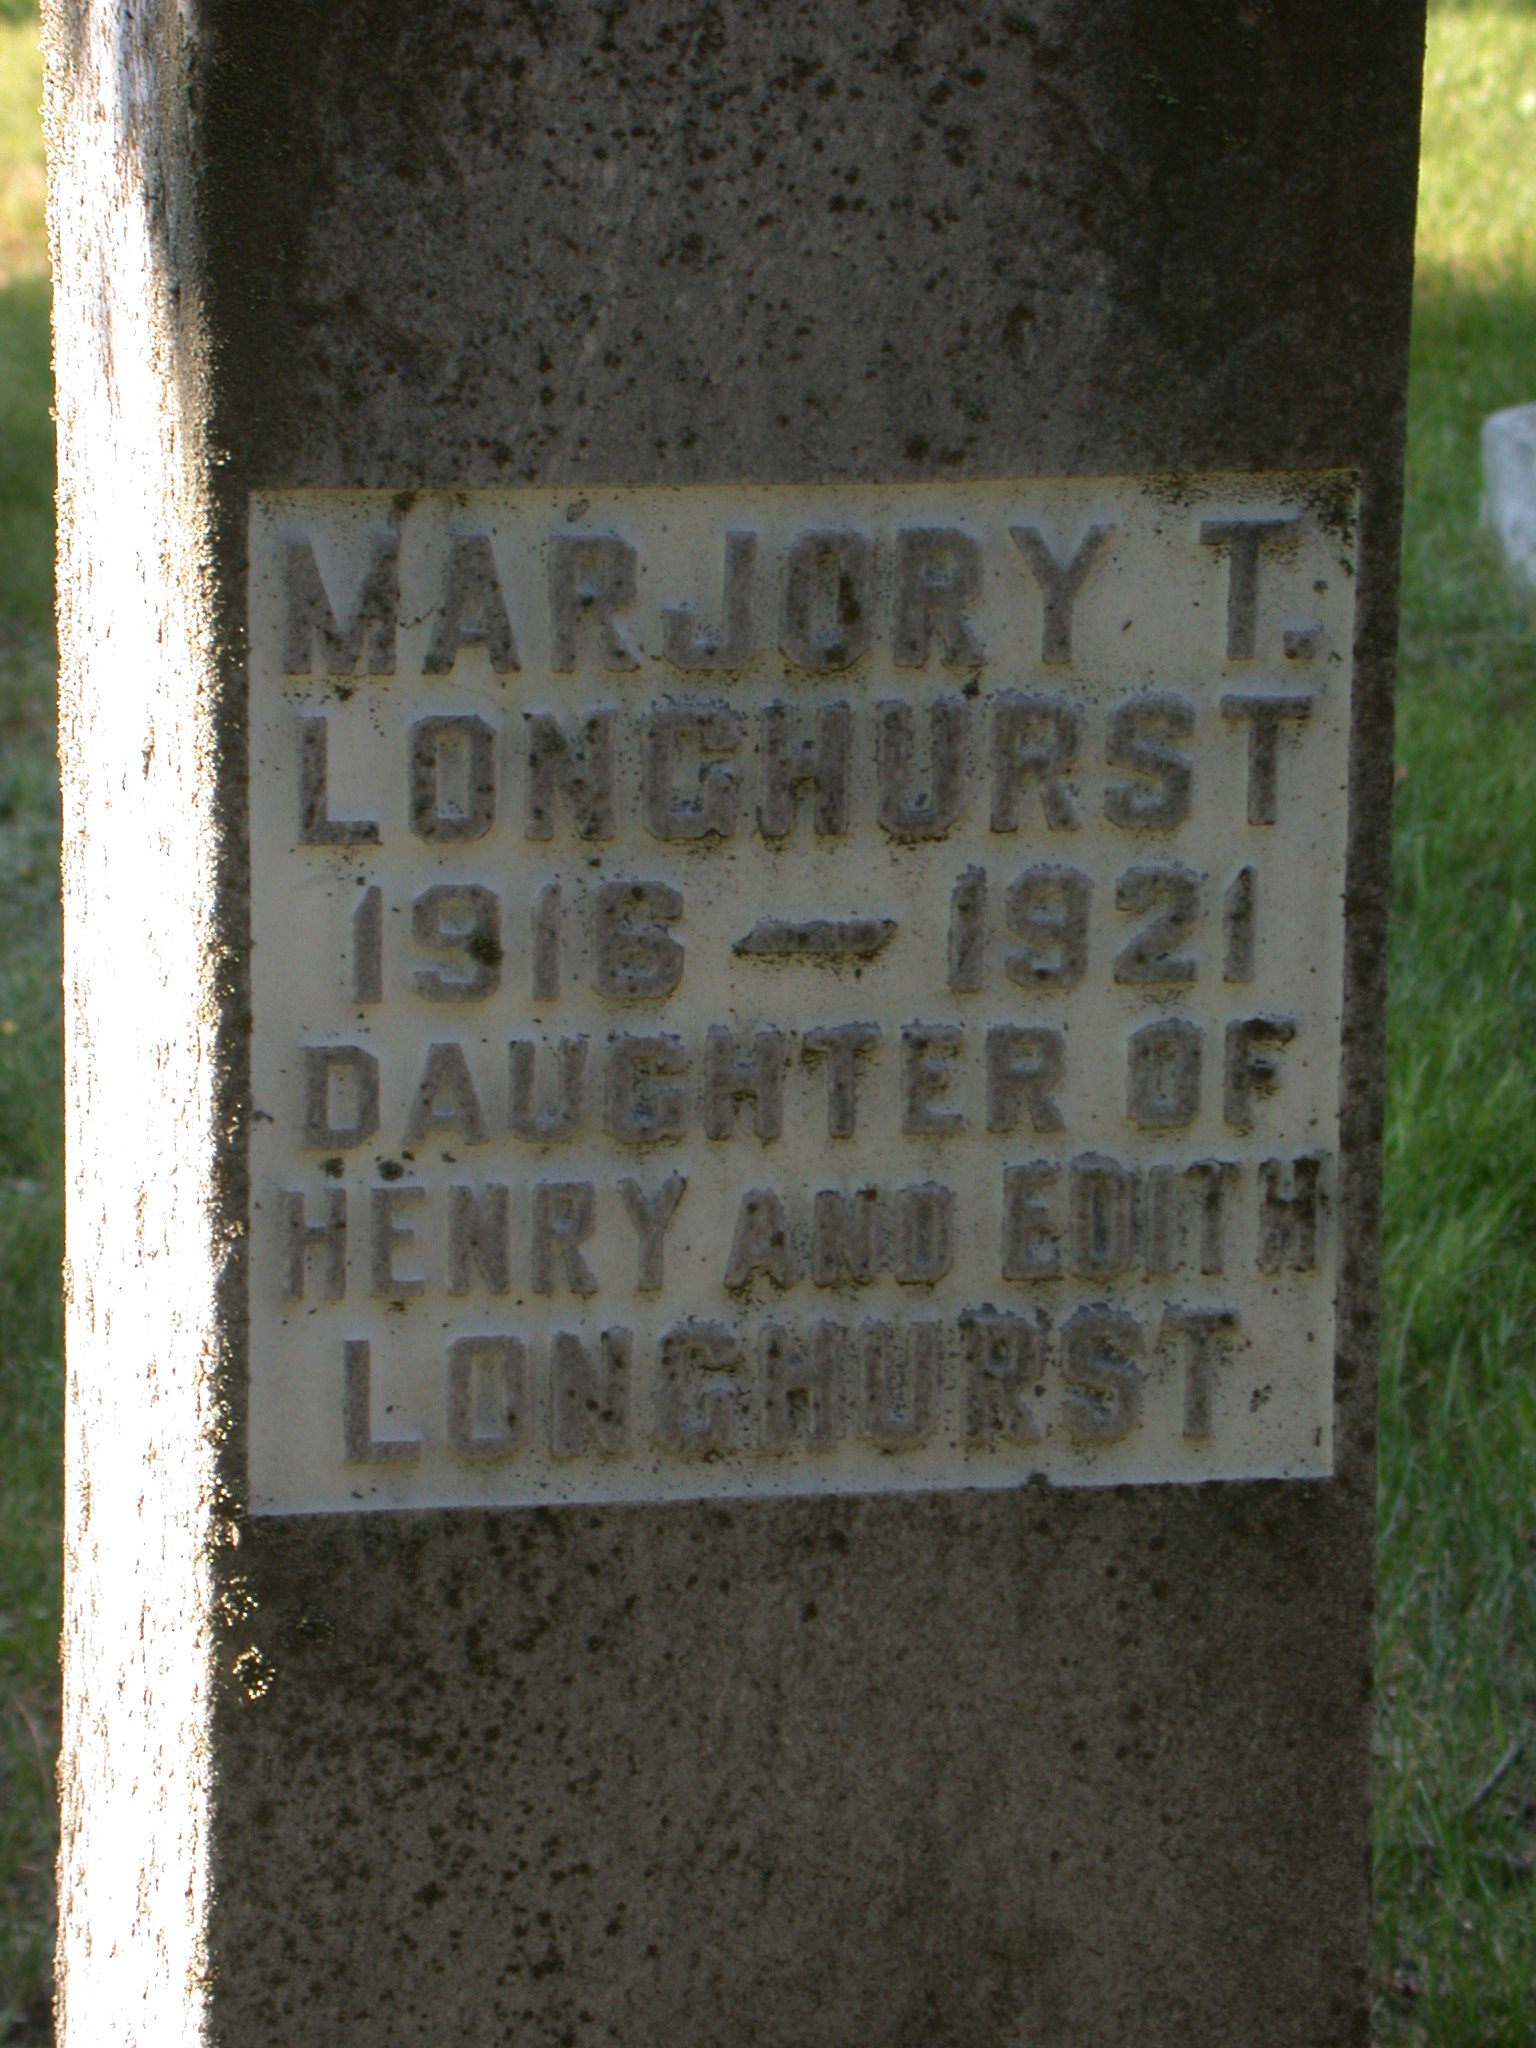 MARJORY T.
LONGHURST
1916 — 1921
DAUGHTER OF
HENRY AND EDITH
LONGHURST